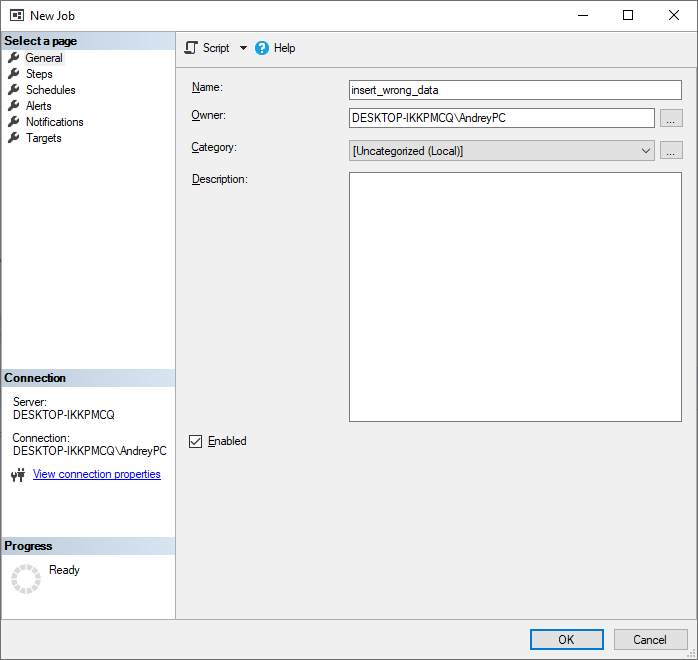 New Job
Select a page
General
Steps
Schedules
Alerts
Notifications
Targets
Script
Help
Name:
insert_wrong_data
Owner:
DESKTOP-IKKPMCQ\AndreyPC
...
Category:
[Uncategorized (Local)]
...
Description:
Enabled
Connection
Server:
DESKTOP-IKKPMCQ
Connection:
DESKTOP-IKKPMCQ\AndreyPC
View connection properties
Progress
Ready
OK
Cancel